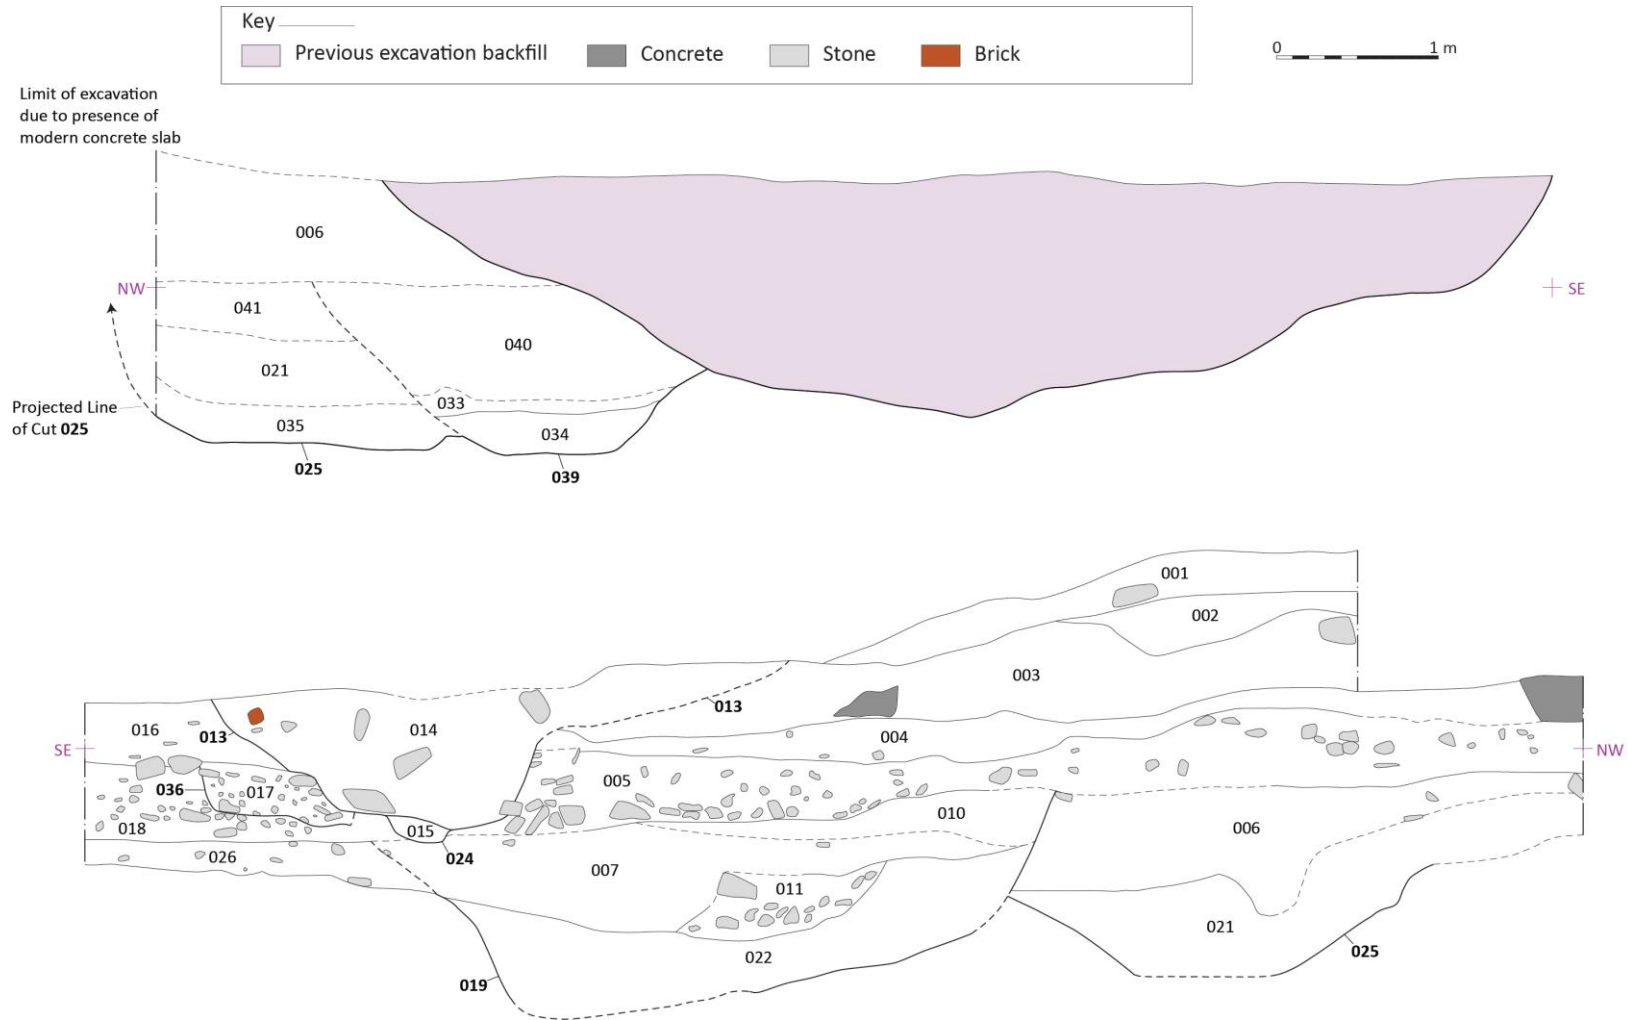 Key
Previous excavation backfill
Concrete
Stone
Brick
0
1 m
Limit of excavation
due to presence of
modern concrete slab
006
NW
SE
041
040
021
033
Projected Line
of Cut 025
035
034
025
039
001
002
003
013
016
013
014
004
SE
NW
036
017
005
010
018
015
006
026
024
007
011
021
022
025
019